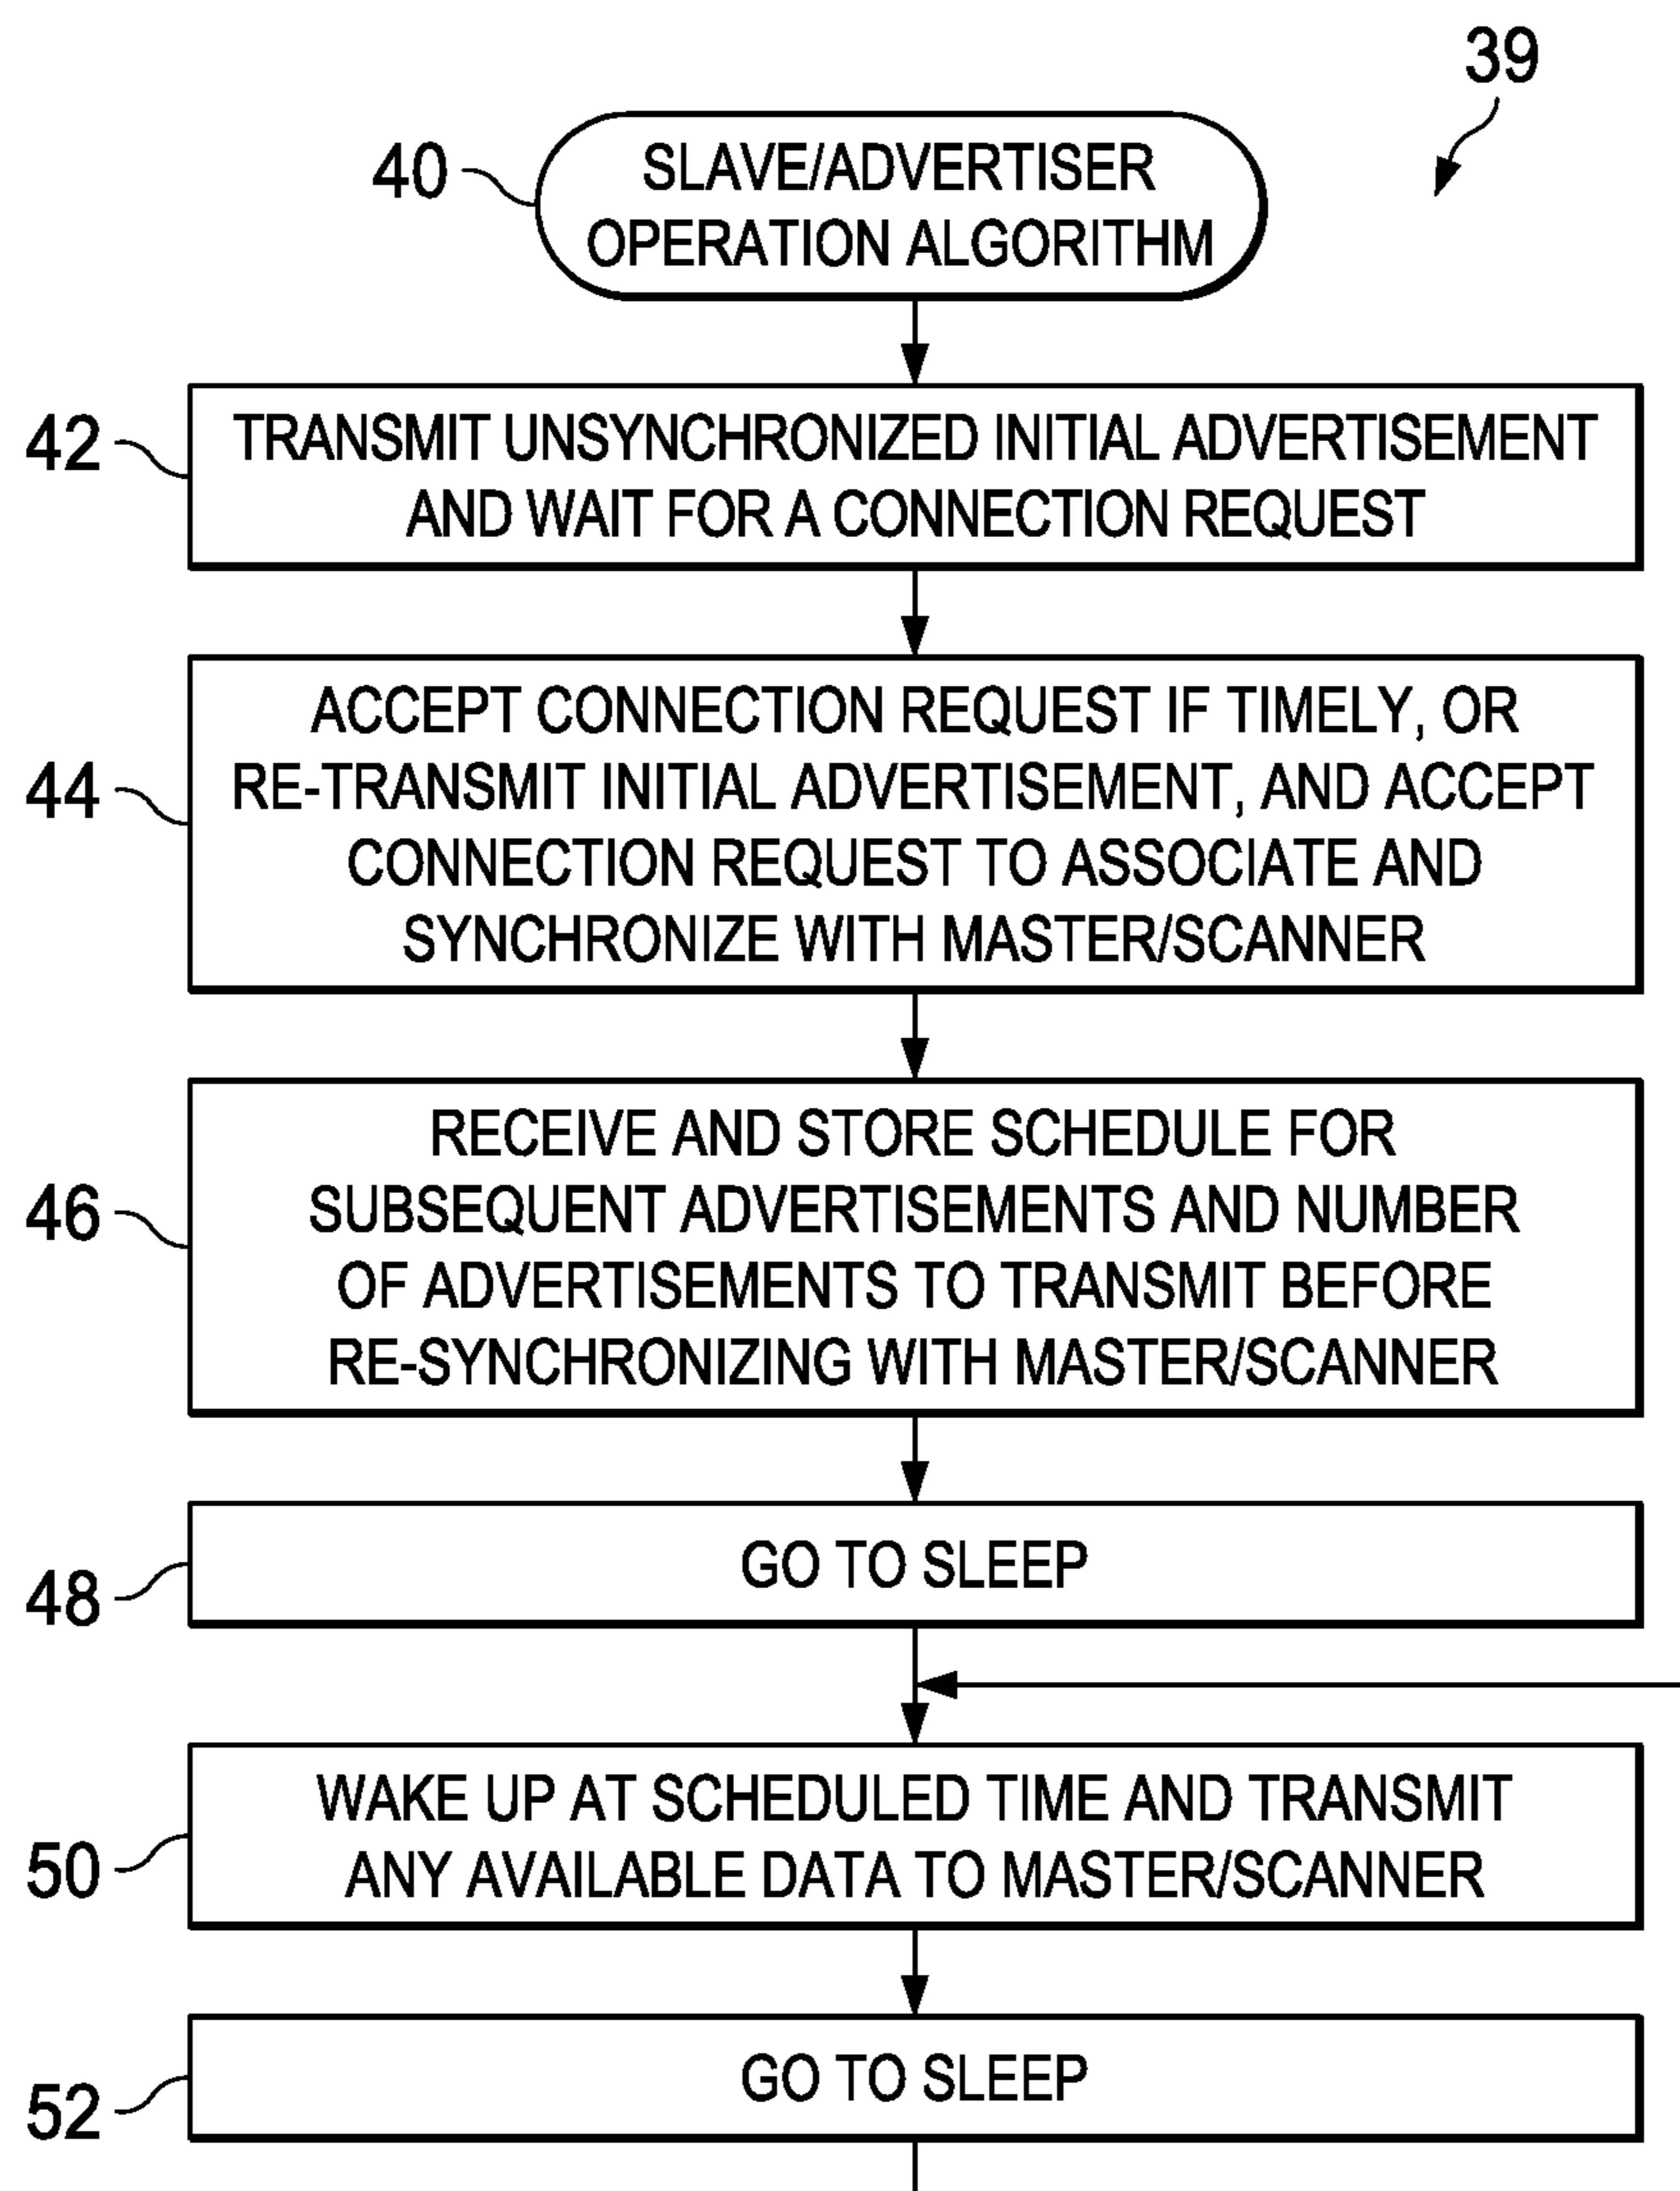 39
40
SLAVE/ADVERTISER
OPERATION ALGORITHM
42
TRANSMIT UNSYNCHRONIZED INITIAL ADVERTISEMENT
AND WAIT FOR A CONNECTION REQUEST
44
ACCEPT CONNECTION REQUEST IF TIMELY, OR
RE-TRANSMIT INITIAL ADVERTISEMENT, AND ACCEPT
CONNECTION REQUEST TO ASSOCIATE AND
SYNCHRONIZE WITH MASTER/SCANNER
46
RECEIVE AND STORE SCHEDULE FOR
SUBSEQUENT ADVERTISEMENTS AND NUMBER
OF ADVERTISEMENTS TO TRANSMIT BEFORE
RE-SYNCHRONIZING WITH MASTER/SCANNER
48
GO TO SLEEP
50
WAKE UP AT SCHEDULED TIME AND TRANSMIT
ANY AVAILABLE DATA TO MASTER/SCANNER
52
GO TO SLEEP